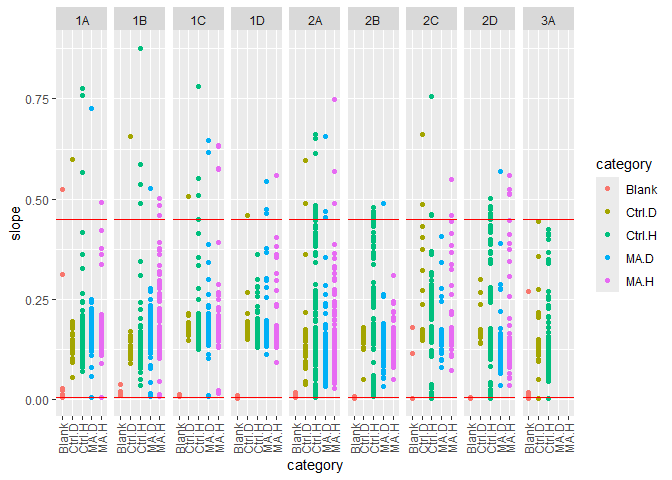 1A 1B 1C 1D 2A 2B 2C 2D 3A
0.75
0.50
0.25
0.00
slope
Blank Ctrl.D Ctrl.H MA.D MA.H Blank Ctrl.D Ctrl.H MA.D MA.H Blank Ctrl.D Ctrl.H MA.D MA.H Blank Ctrl.D Ctrl.H MA.D MA.H Blank Ctrl.D Ctrl.H MA.D MA.H Blank Ctrl.D Ctrl.H MA.D MA.H Blank Ctrl.D Ctrl.H MA.D MA.H Blank Ctrl.D Ctrl.H MA.D MA.H Blank Ctrl.D Ctrl.H MA.D MA.H
category
category
Blank
Ctrl.D
Ctrl.H
MA.D
MA.H